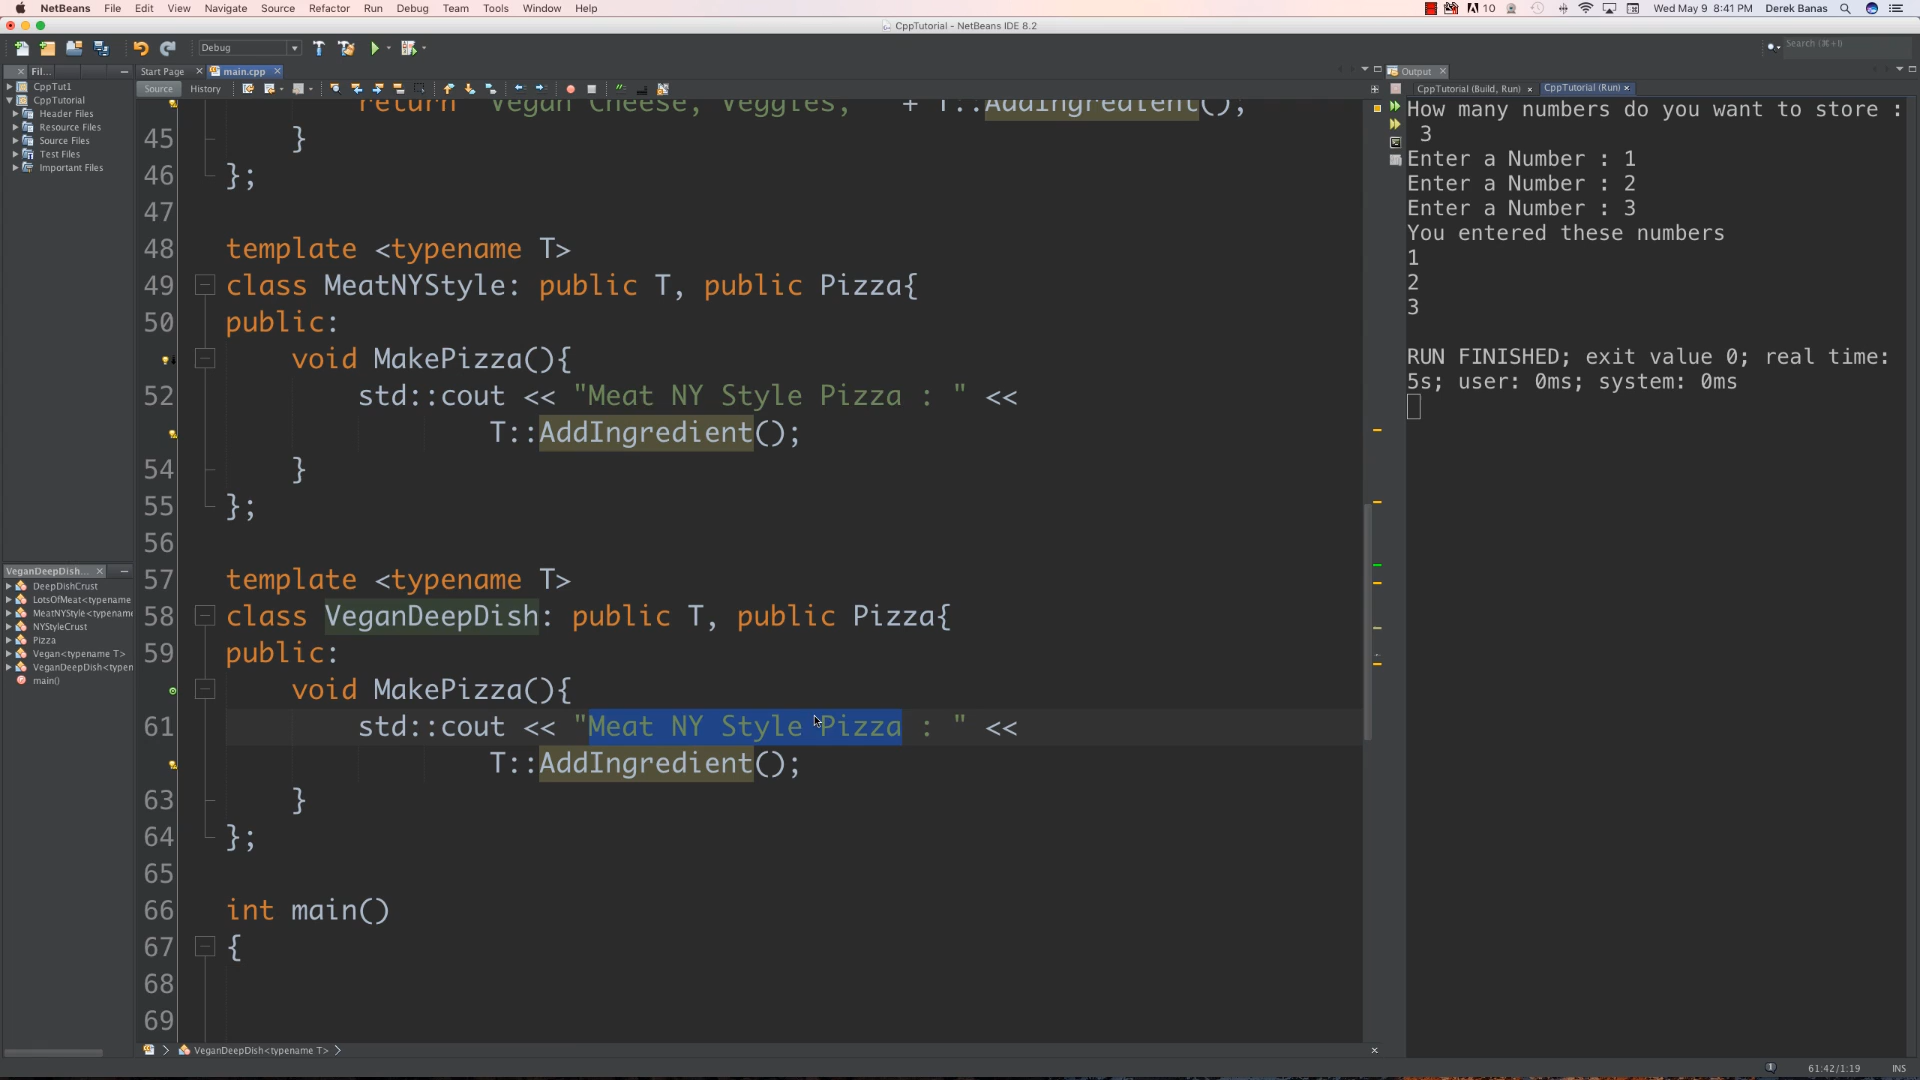 NetBeans File Edit View Navigate Source Refactor Run Debug Team Tools Window Help 10 Wed May 9 8:41 PM Derek Banas
CppTutorial - NetBeans IDE 8.2
Debug
Search (⌘+I)
Fil...
CppTut1
CppTutorial
Header Files
Resource Files
Source Files
Test Files
Important Files
VeganDeepDish...
DeepDishCrust
LotsOfMeat<typename
MeatNYStyle<typename
NYStyleCrust
Pizza
Vegan<typename T>
VeganDeepDish<typen
main()
Start Page main.cpp
Source History
return "Vegan Cheese, Veggies, " + T::AddIngredient();
45 }
46 };
47
48 template <typename T>
49 class MeatNYStyle: public T, public Pizza{
50 public:
void MakePizza(){
52 std::cout << "Meat NY Style Pizza : " <<
T::AddIngredient();
54 }
55 };
56
57 template <typename T>
58 class VeganDeepDish: public T, public Pizza{
59 public:
void MakePizza(){
61 std::cout << "Meat NY Style Pizza : " <<
T::AddIngredient();
63 }
64 };
65
66 int main()
67 {
68
69
VeganDeepDish<typename T>
Output
CppTutorial (Build, Run) CppTutorial (Run)
How many numbers do you want to store :
3
Enter a Number : 1
Enter a Number : 2
Enter a Number : 3
You entered these numbers
1
2
3
RUN FINISHED; exit value 0; real time:
5s; user: 0ms; system: 0ms
61:42/1:19 INS